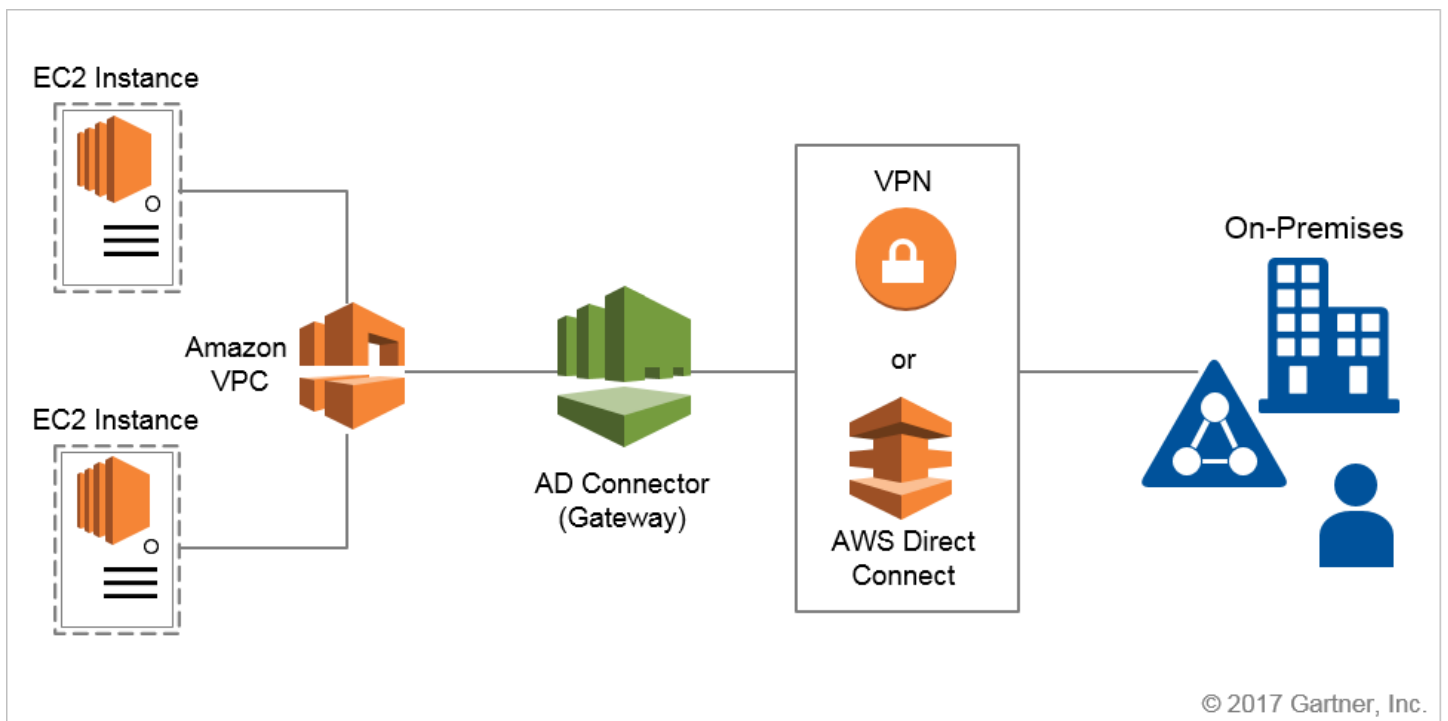 EC2 Instance
Amazon
VPC
EC2 Instance
AD Connector
(Gateway)
VPN
or
AWS Direct
Connect
On-Premises
© 2017 Gartner, Inc.